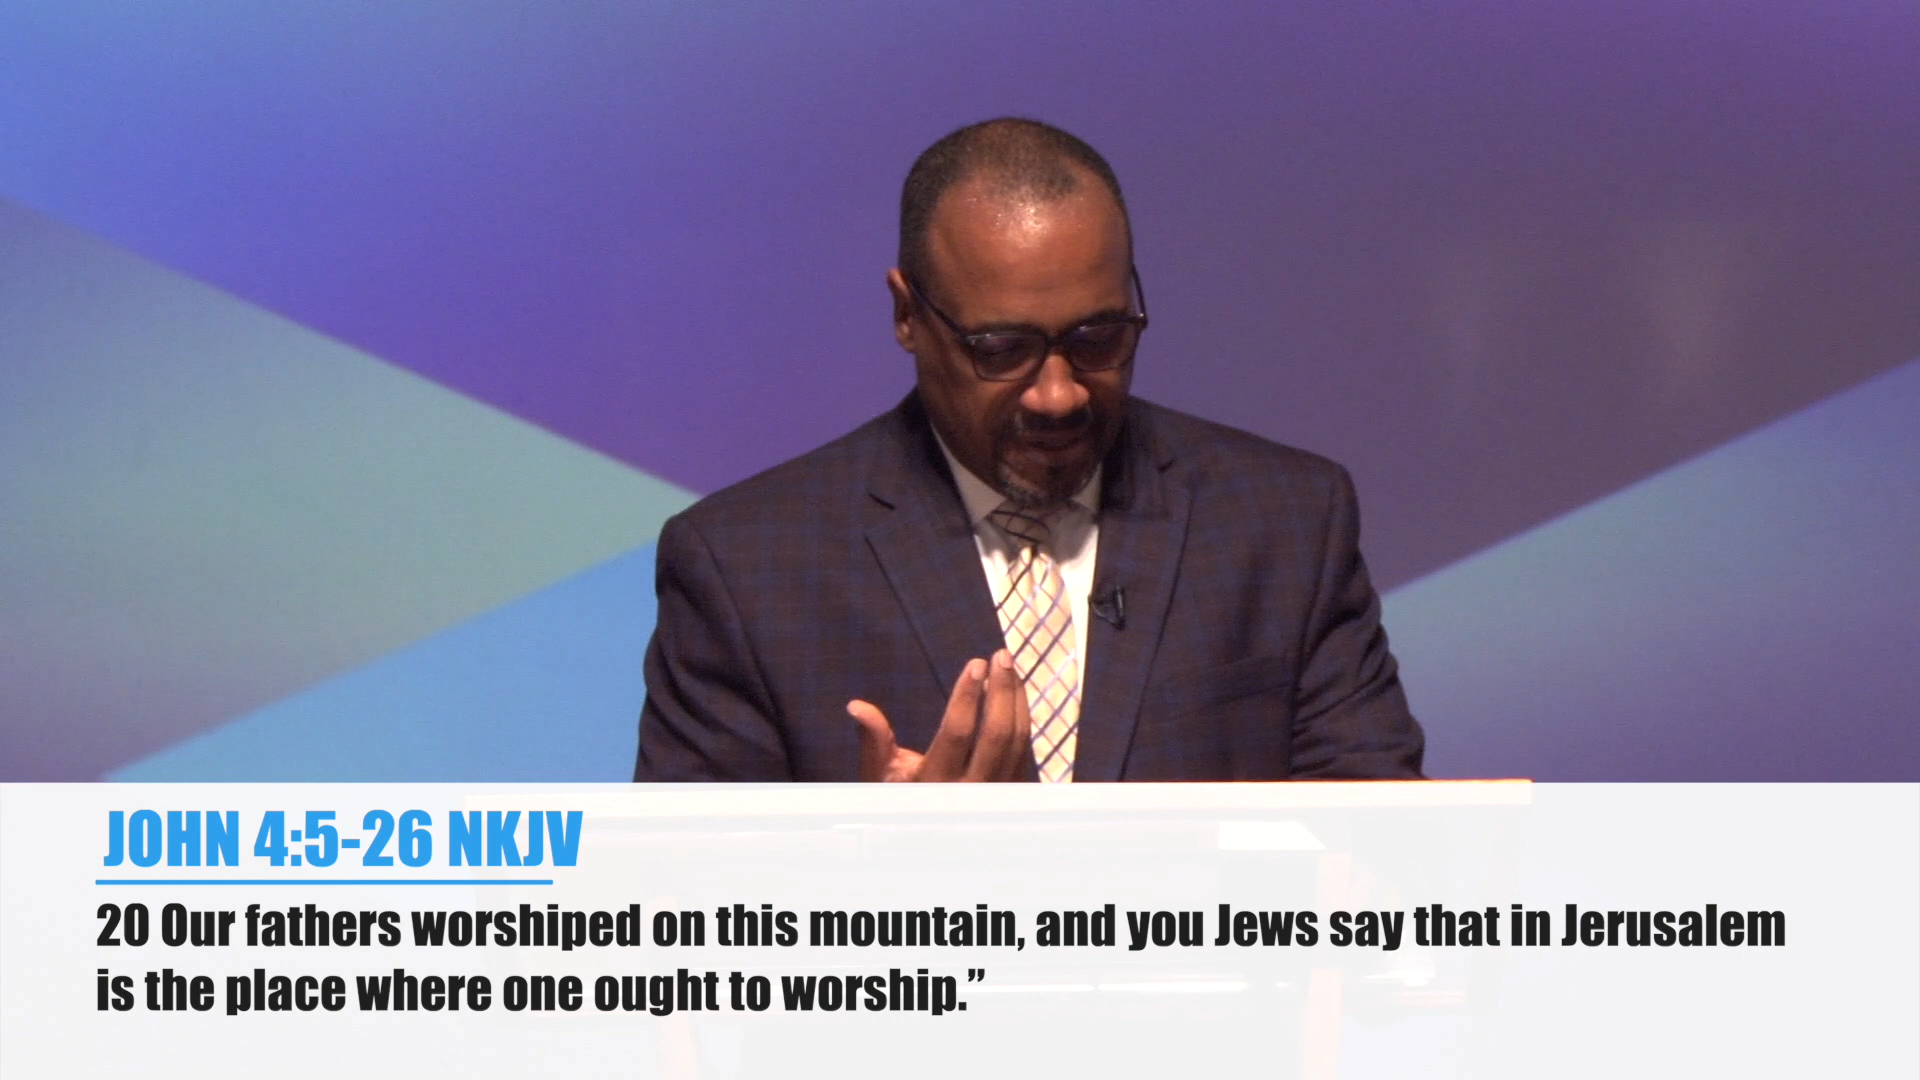 JOHN 4:5-26 NKJV
20 Our fathers worshiped on this mountain, and you Jews say that in Jerusalem
is the place where one ought to worship.”